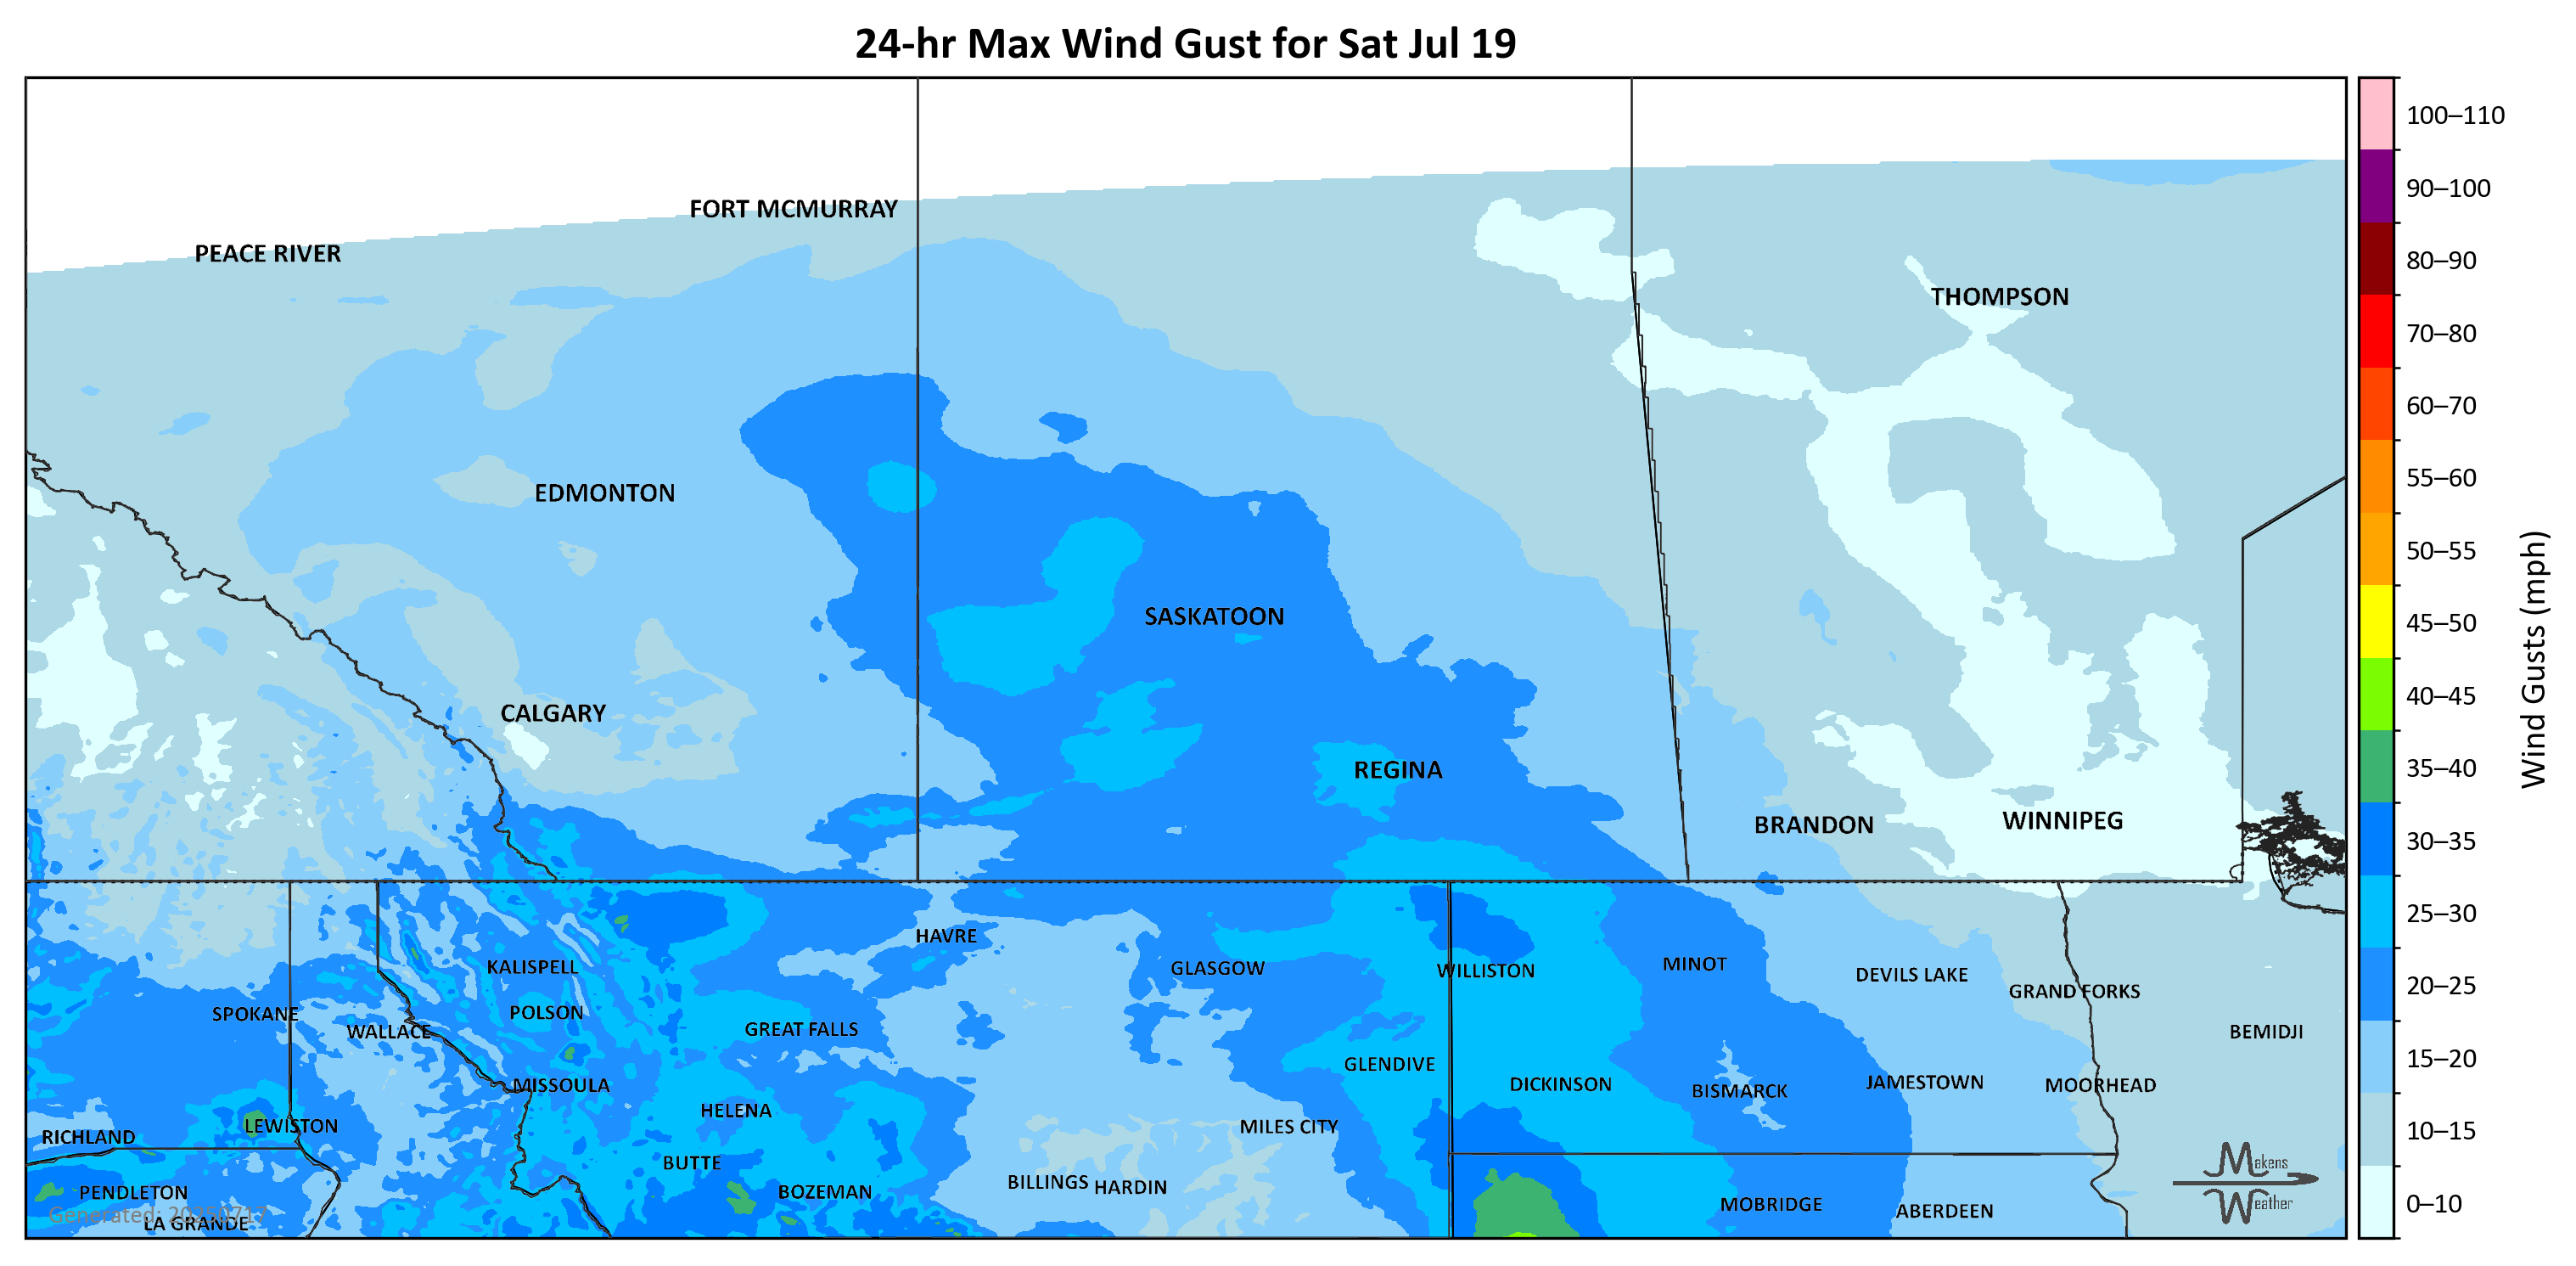 24-hr Max Wind Gust for Sat Jul 19
FORT MCMURRAY
PEACE RIVER
THOMPSON
EDMONTON
SASKATOON
CALGARY
REGINA
BRANDON
WINNIPEG
HAVRE
KALISPELL
GLASGOW
WILLISTON
MINOT
DEVILS LAKE
GRAND FORKS
SPOKANE
POLSON
WALLACE
GREAT FALLS
BEMIDJI
GLENDIVE
MISSOULA
DICKINSON
BISMARCK
JAMESTOWN
MOORHEAD
HELENA
LEWISTON
MILES CITY
RICHLAND
BUTTE
BILLINGS
HARDIN
PENDLETON
BOZEMAN
MOBRIDGE
ABERDEEN
Generated:
LA GRANDE
Makens
Weather
100–110
90–100
80–90
70–80
60–70
55–60
50–55
45–50
40–45
35–40
30–35
25–30
20–25
15–20
10–15
0–10
Wind Gusts (mph)